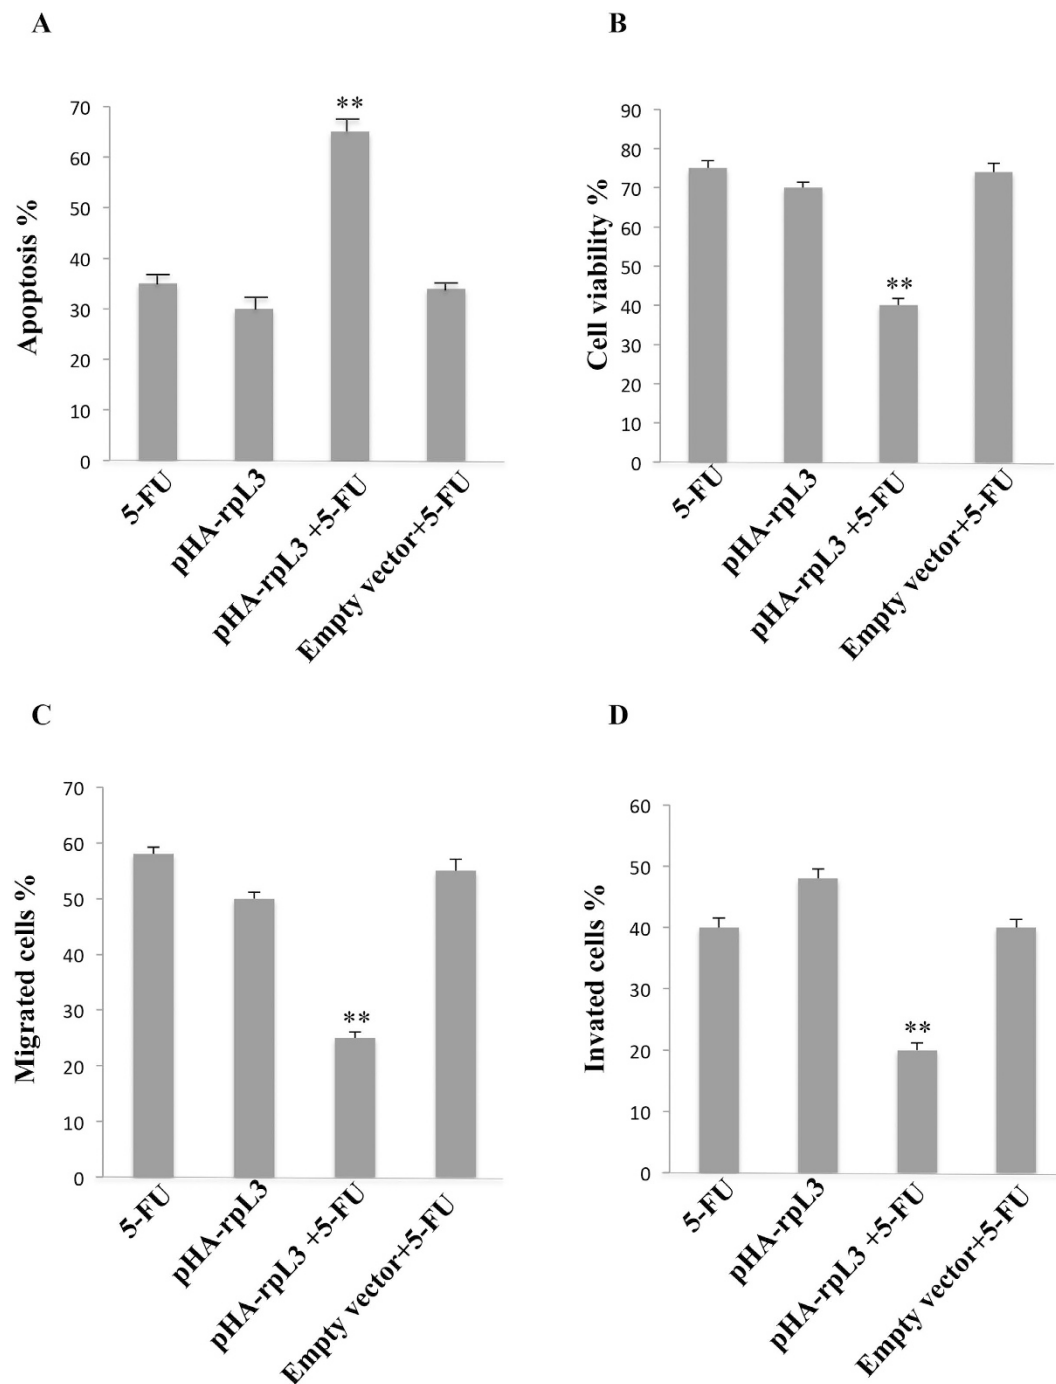 A
Apoptosis %
70
60
50
40
30
20
10
0
**
5-FU
pHA-rpL3
pHA-rpL3 +5-FU
Empty vector+5-FU
B
Cell viability %
90
80
70
60
50
40
30
20
10
0
**
5-FU
pHA-rpL3
pHA-rpL3 +5-FU
Empty vector+5-FU
C
Migrated cells %
70
60
50
40
30
20
10
0
**
5-FU
pHA-rpL3
pHA-rpL3 +5-FU
Empty vector+5-FU
D
Invated cells %
60
50
40
30
20
10
0
**
5-FU
pHA-rpL3
pHA-rpL3 +5-FU
Empty vector+5-FU